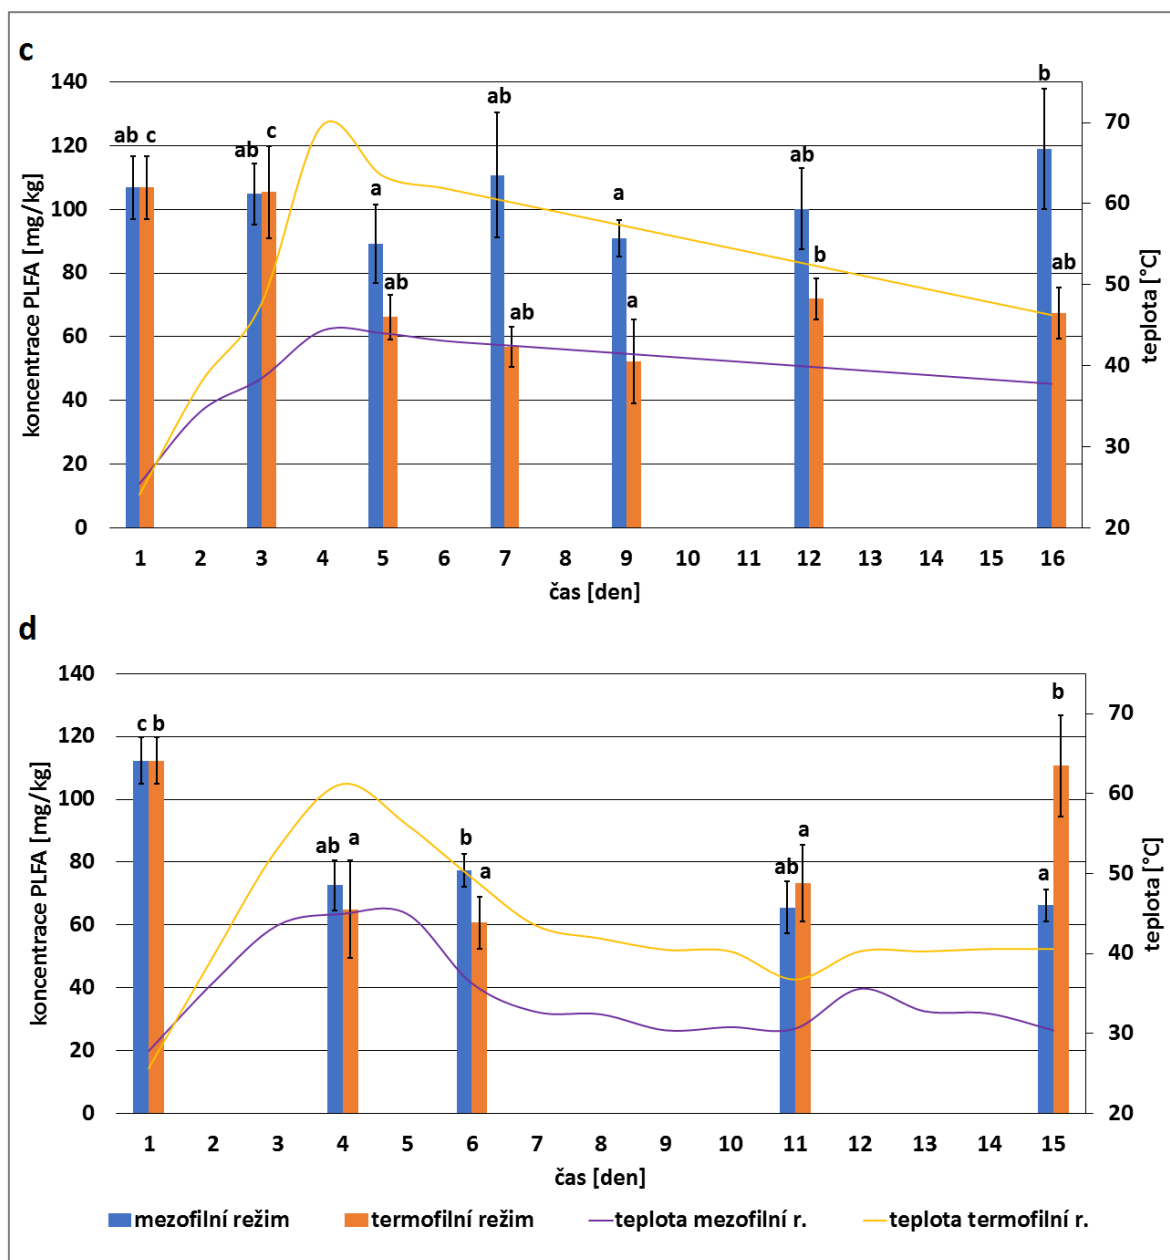 c
140
120
100
80
60
40
20
0
koncentrace PLFA [mg/kg]
70
60
50
40
30
20
teplota [°C]
ab c
ab
c
a
ab
ab
ab
a
a
ab
b
b
ab
1 2 3 4 5 6 7 8 9 10 11 12 13 14 15 16
čas [den]
d
140
120
100
80
60
40
20
0
koncentrace PLFA [mg/kg]
70
60
50
40
30
20
teplota [°C]
c b
ab
a
b
a
ab
a
a
b
1 2 3 4 5 6 7 8 9 10 11 12 13 14 15
čas [den]
mezofilní režim termofilní režim teplota mezofilní r. teplota termofilní r.